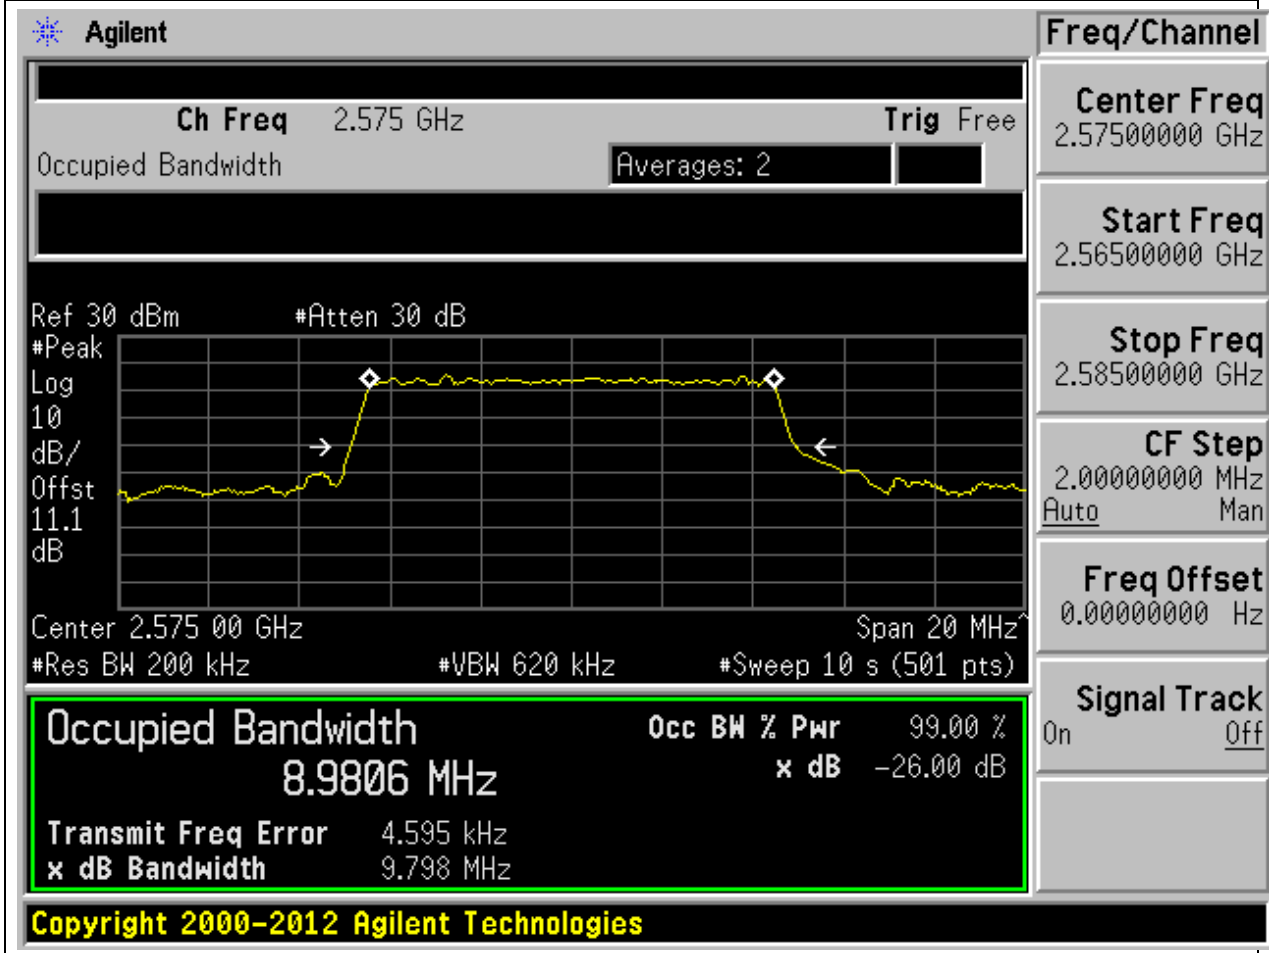 Agilent
Freq/Channel
Ch Freq 2.575 GHz Trig Free
Occupied Bandwidth Averages: 2
Center Freq
2.57500000 GHz
Start Freq
2.56500000 GHz
Stop Freq
2.58500000 GHz
CF Step
2.00000000 MHz
Auto Man
Freq Offset
0.00000000 Hz
Signal Track
On Off
Ref 30 dBm #Atten 30 dB
#Peak
Log
10
dB/
Offst
11.1
dB
Center 2.575 00 GHz Span 20 MHz^
#Res BW 200 kHz #VBW 620 kHz #Sweep 10 s (501 pts)
Occupied Bandwidth Occ BW % Pwr 99.00 %
8.9806 MHz x dB -26.00 dB
Transmit Freq Error 4.595 kHz
x dB Bandwidth 9.798 MHz
Copyright 2000-2012 Agilent Technologies